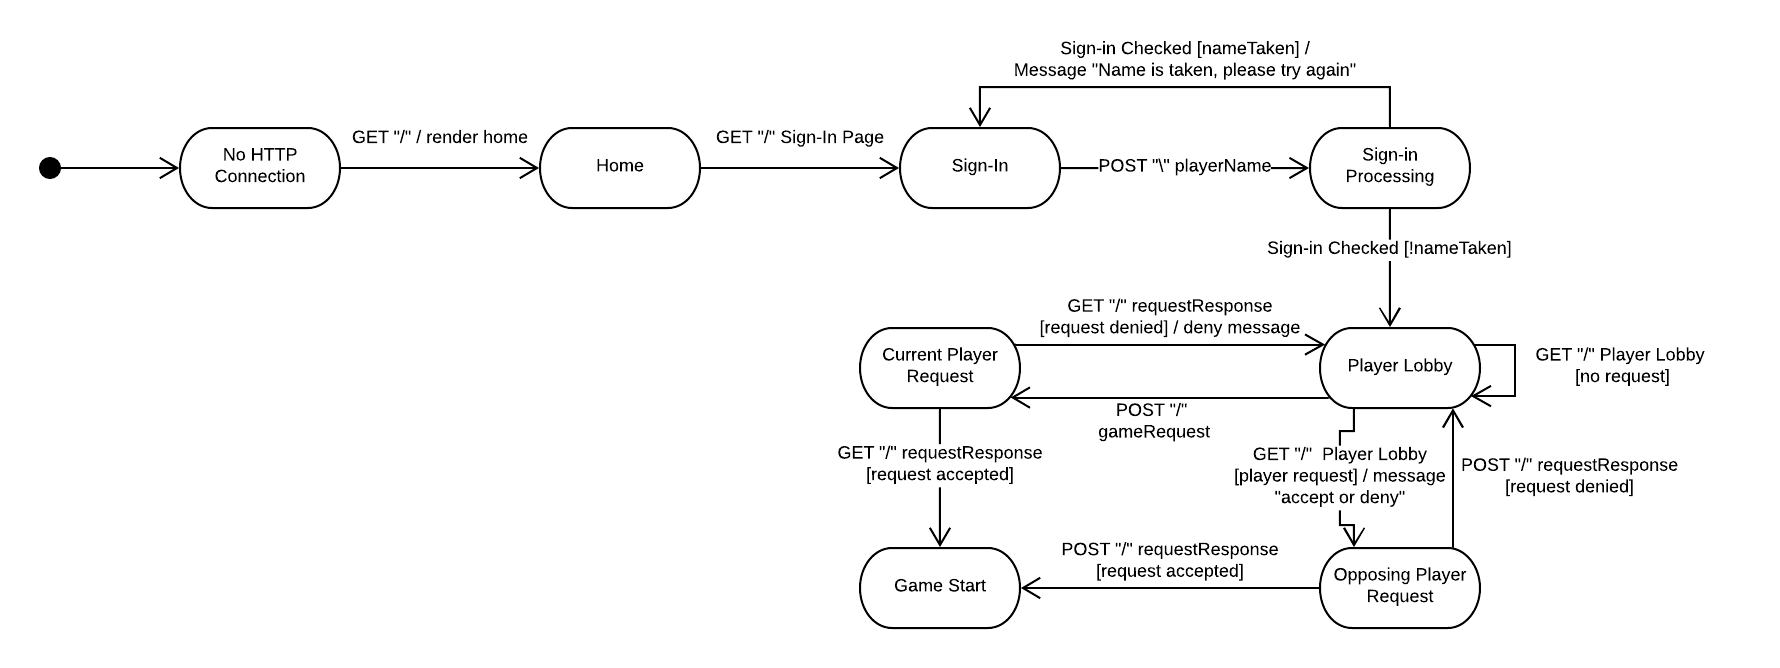 Sign-in Checked [nameTaken] /
Message "Name is taken, please try again"
No HTTP
Connection
GET "/" / render home
Home
GET "/" Sign-In Page
Sign-In
POST "\" playerName
Sign-in
Processing
Sign-in Checked [!nameTaken]
GET "/" requestResponse
[request denied] / deny message
Current Player
Request
Player Lobby
GET "/" Player Lobby
[no request]
POST "/"
gameRequest
GET "/" requestResponse
[request accepted]
GET "/"  Player Lobby
[player request] / message
"accept or deny"
POST "/" requestResponse
[request denied]
POST "/" requestResponse
[request accepted]
Game Start
Opposing Player
Request